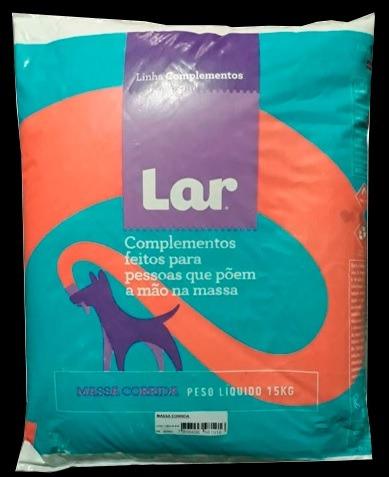 Linha Complementos
Lar
Complementos
feitos para
pessoas que põem
a mão na massa
MASSA CORRIDA PESO LÍQUIDO 15KG
MASSA CORRIDA